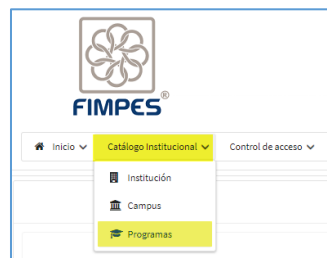 FIMPES®
Inicio Catálogo Institucional Control de acceso
Institución
Campus
Programas